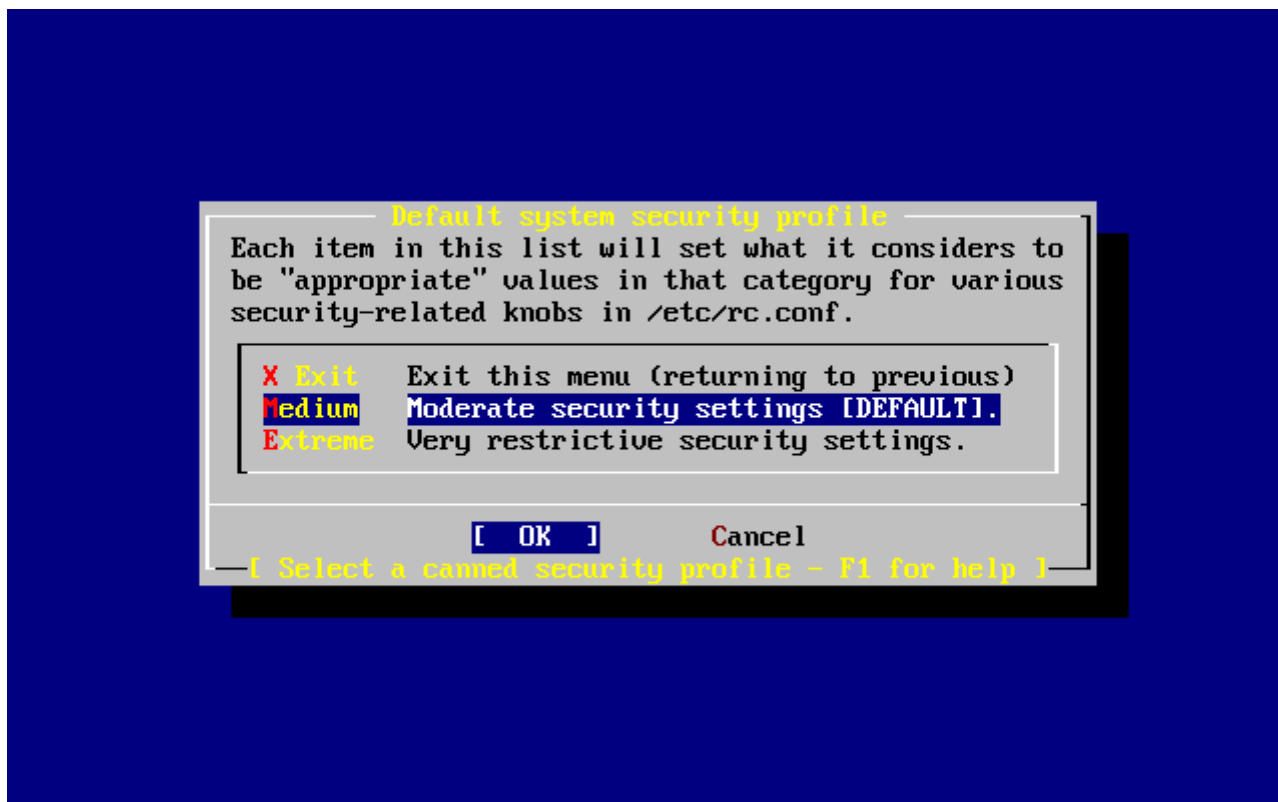 Default system security profile
Each item in this list will set what it considers to
be "appropriate" values in that category for various
security-related knobs in /etc/rc.conf.
X Exit Exit this menu (returning to previous)
Medium Moderate security settings [DEFAULT].
Extreme Very restrictive security settings.
[ OK ] Cancel
[ Select a canned security profile - F1 for help ]